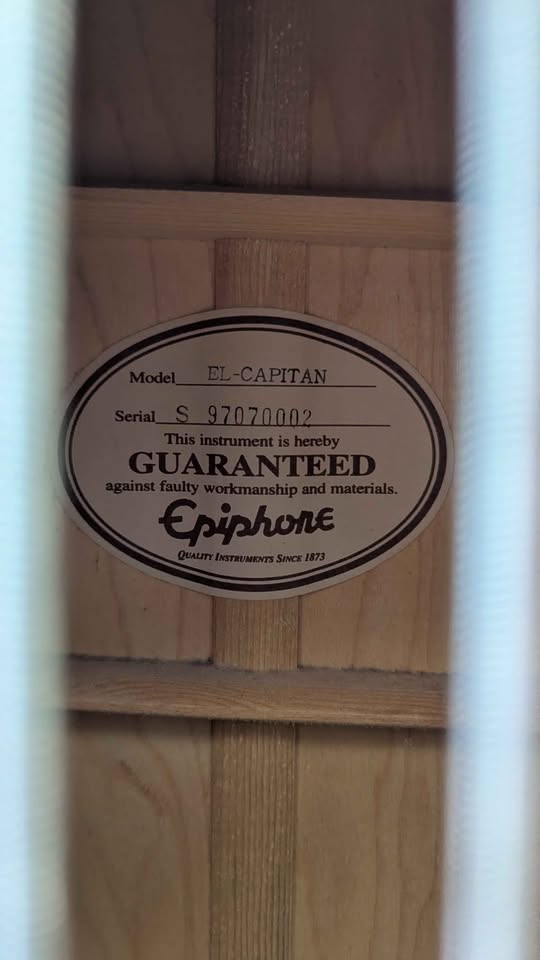 Model EL-CAPITAN
Serial S 97070002
This instrument is hereby
GUARANTEED
against faulty workmanship and materials.
Epiphone
QUALITY INSTRUMENTS SINCE 1873